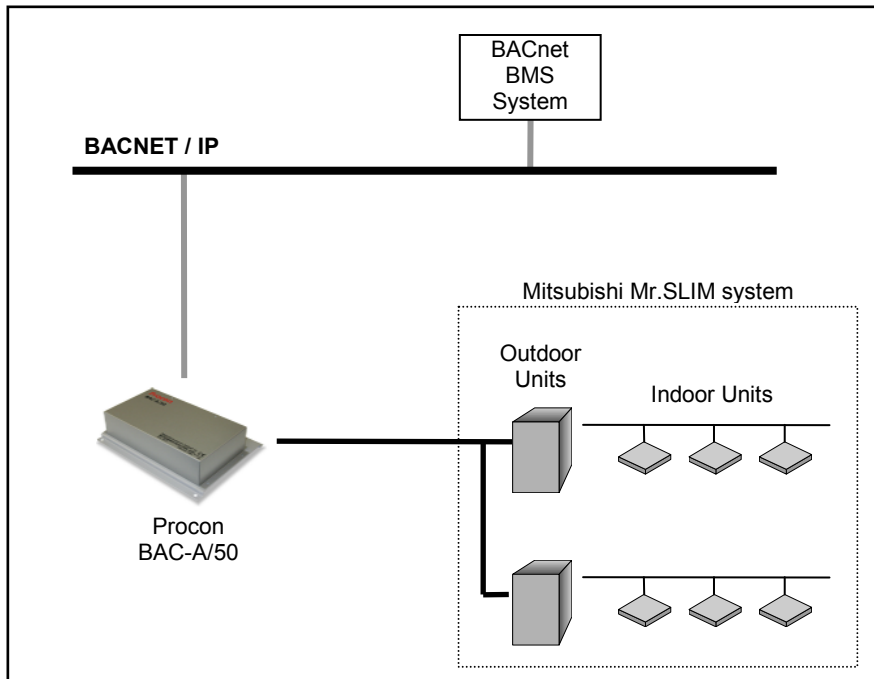 BACnet
BMS
System
BACNET / IP
Mitsubishi Mr.SLIM system
Outdoor
Units
Indoor Units
Procon
BAC-A/50